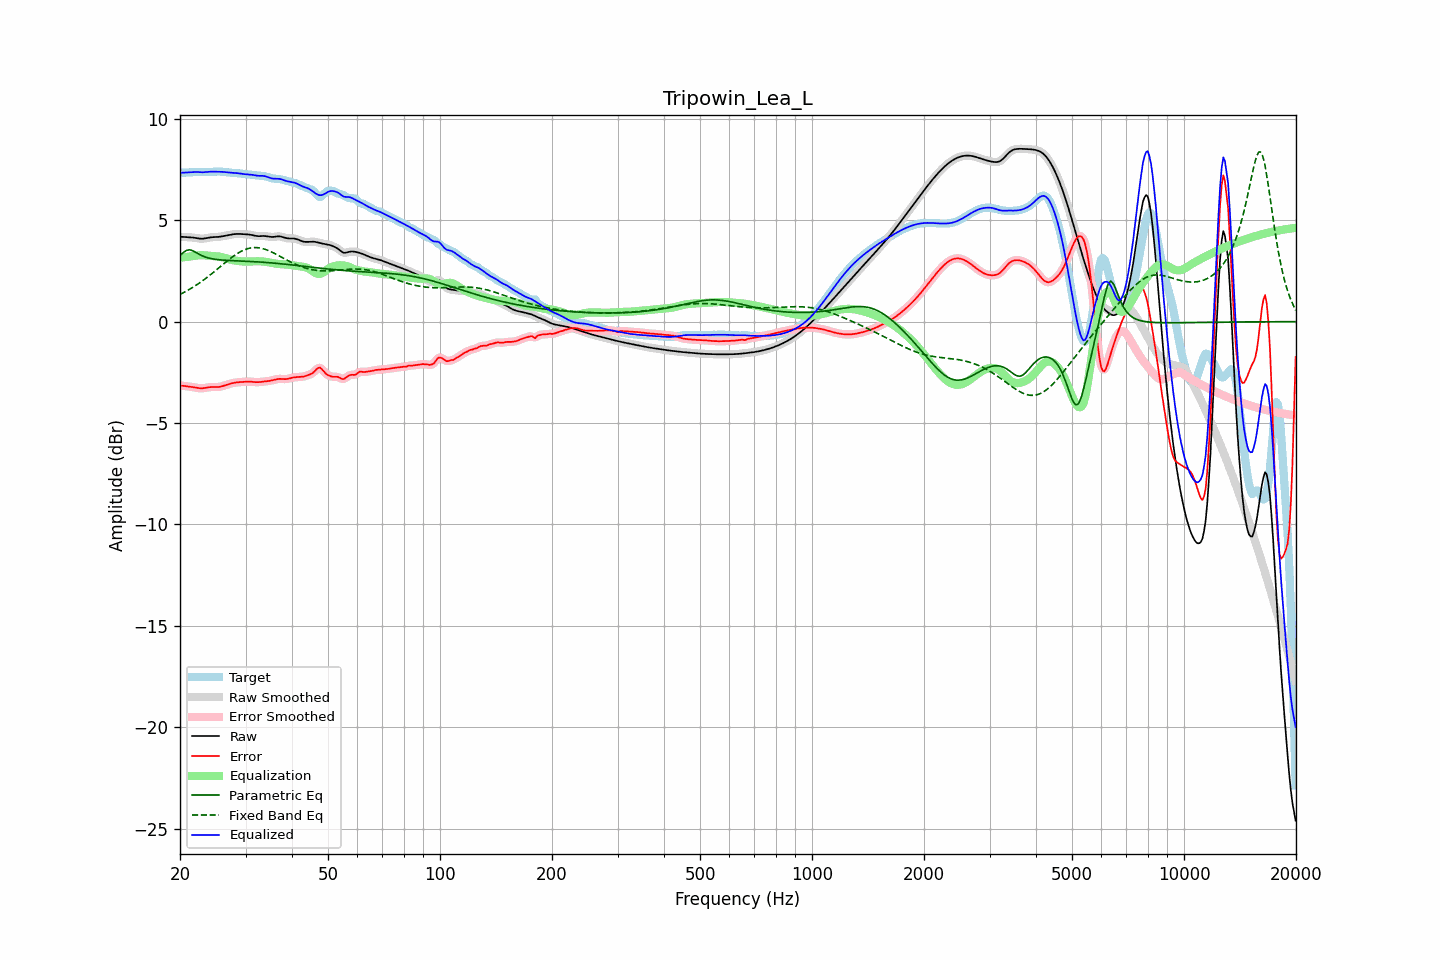 Tripowin_Lea_L
10
5
0
−5
−10
−15
−20
−25
Amplitude (dBr)
Target
Raw Smoothed
Error Smoothed
Raw
Error
Equalization
Parametric Eq
Fixed Band Eq
Equalized
20 50 100 200 500 1000 2000 5000 10000 20000
Frequency (Hz)